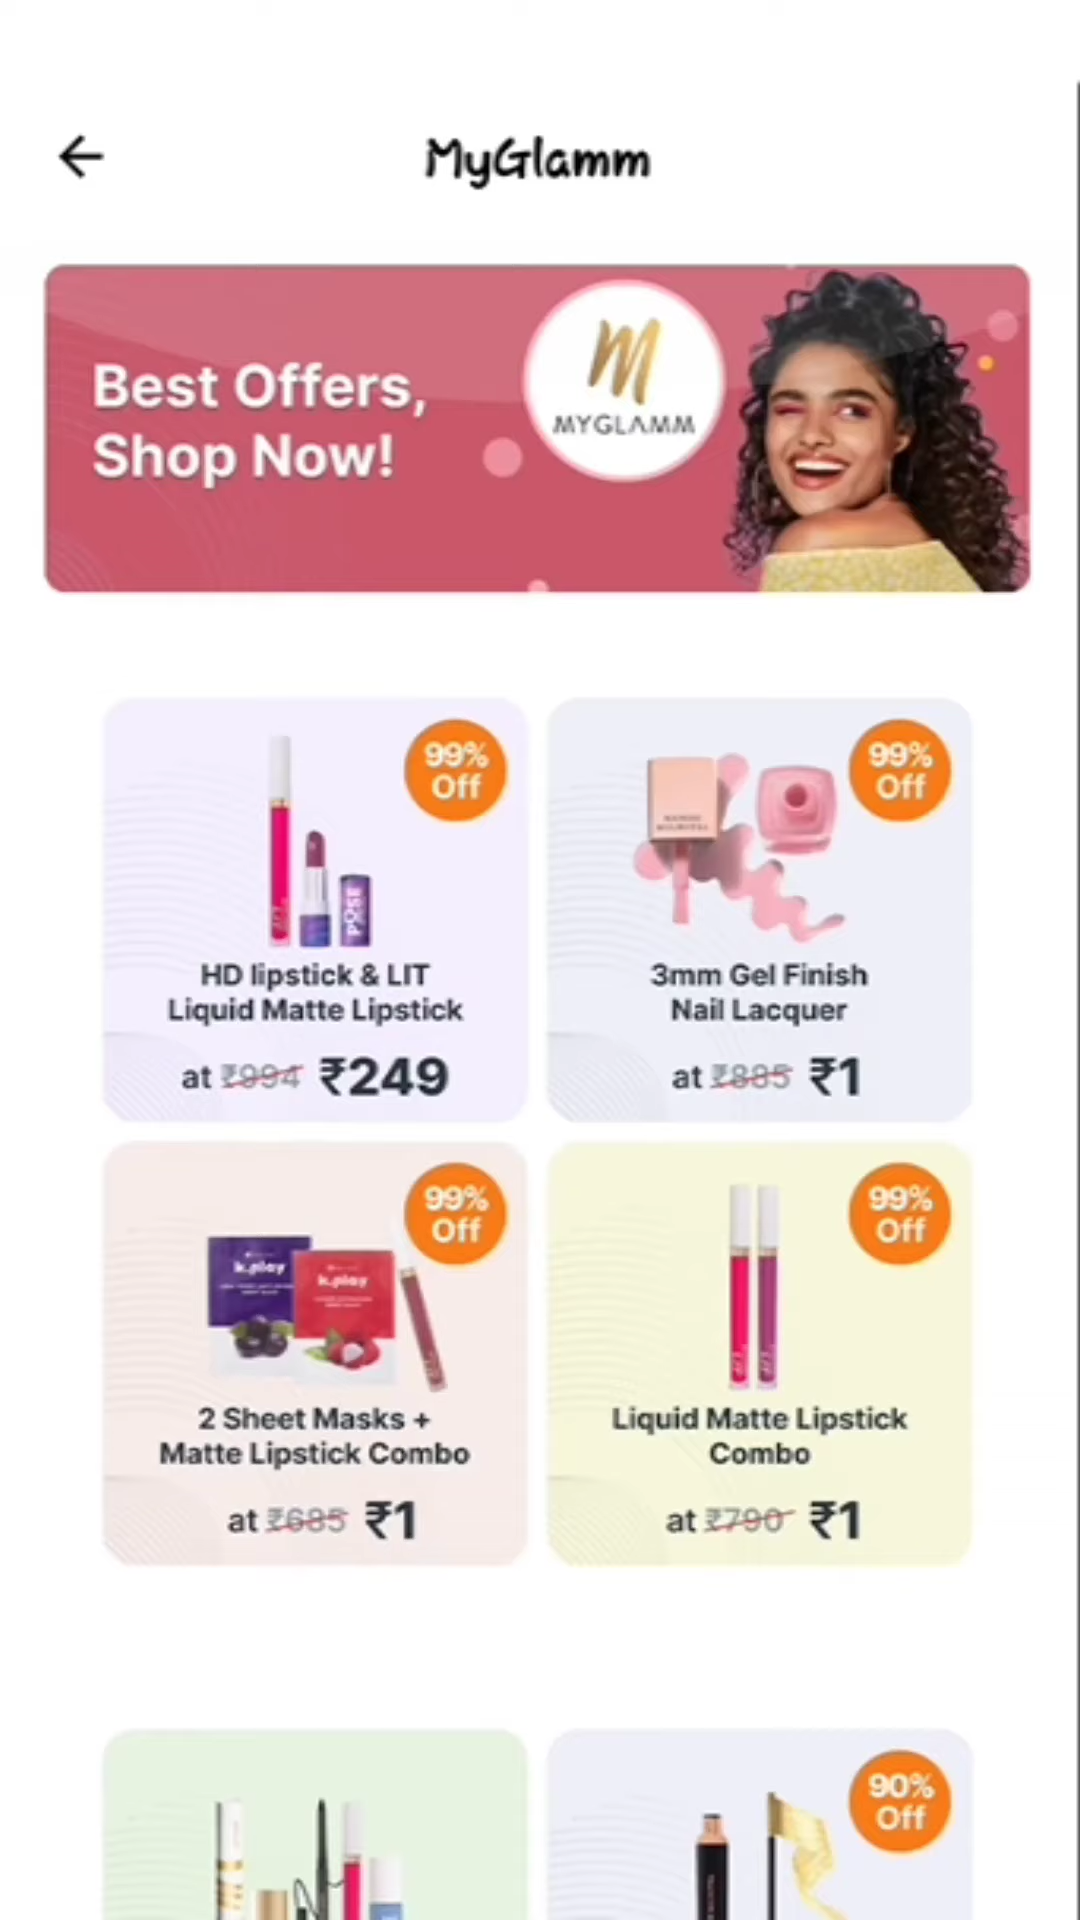 MyGlamm
Best Offers,
Shop Now!
MYGLAMM
99%
Off
POSE
HD lipstick & LIT
Liquid Matte Lipstick
at ₹994 ₹249
99%
Off
3mm Gel Finish
Nail Lacquer
at ₹885 ₹1
99%
Off
k.play
k.play
2 Sheet Masks +
Matte Lipstick Combo
at ₹685 ₹1
99%
Off
Liquid Matte Lipstick
Combo
at ₹790 ₹1
90%
Off